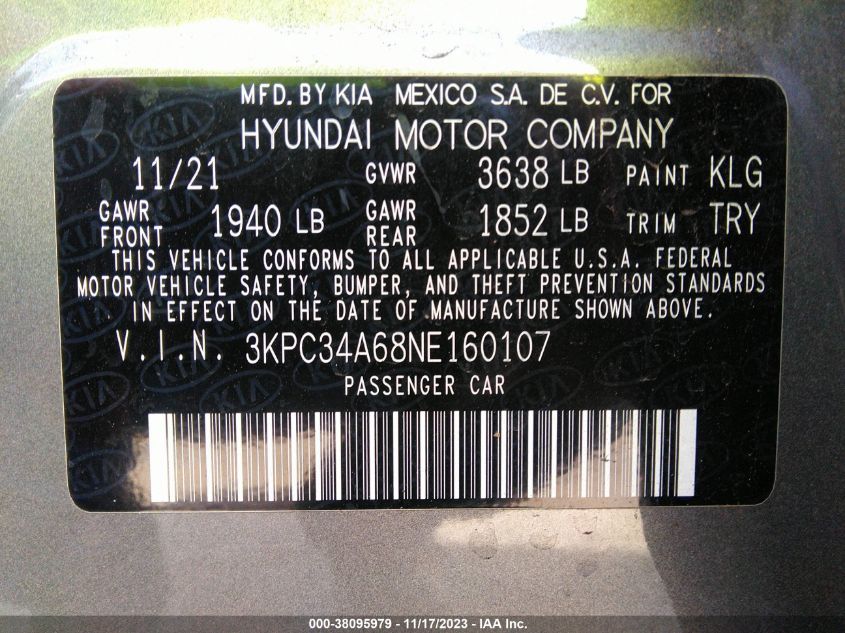 MFD. BY KIA MEXICO S.A. DE C.V. FOR
HYUNDAI MOTOR COMPANY
11/21 GVWR 3638 LB PAINT KLG
GAWR FRONT 1940 LB GAWR REAR 1852 LB TRIM TRY
THIS VEHICLE CONFORMS TO ALL APPLICABLE U.S.A. FEDERAL
MOTOR VEHICLE SAFETY, BUMPER, AND THEFT PREVENTION STANDARDS
IN EFFECT ON THE DATE OF MANUFACTURE SHOWN ABOVE.
V.I.N. 3KPC34A68NE160107
PASSENGER CAR
000-38095979 - 11/17/2023 - IAA Inc.